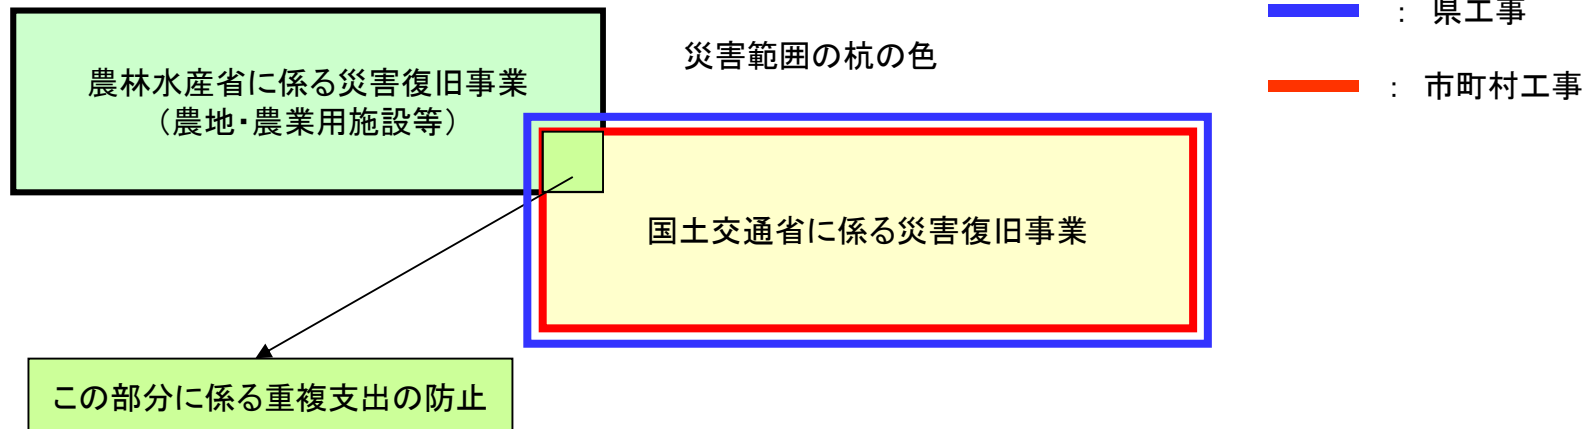 ： 県工事
災害範囲の杭の色
農林水産省に係る災害復旧事業
（農地・農業用施設等）
： 市町村工事
国土交通省に係る災害復旧事業
この部分に係る重複支出の防止